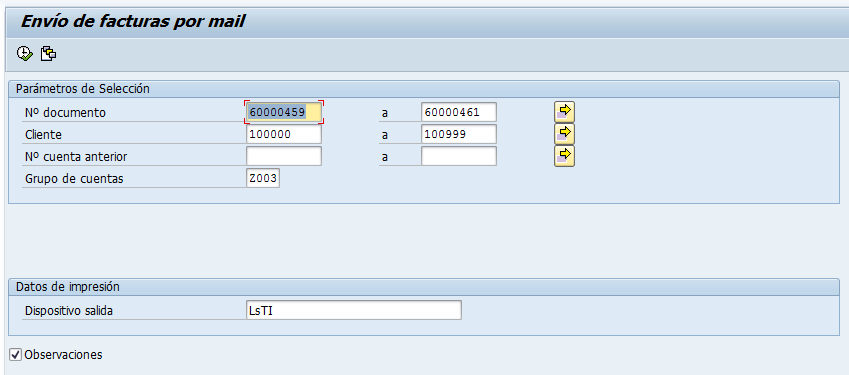 Envío de facturas por mail
Parámetros de Selección
Nº documento 60000459 a 60000461
Cliente 100000 a 100999
Nº cuenta anterior a
Grupo de cuentas Z003
Datos de impresión
Dispositivo salida LsTI
Observaciones